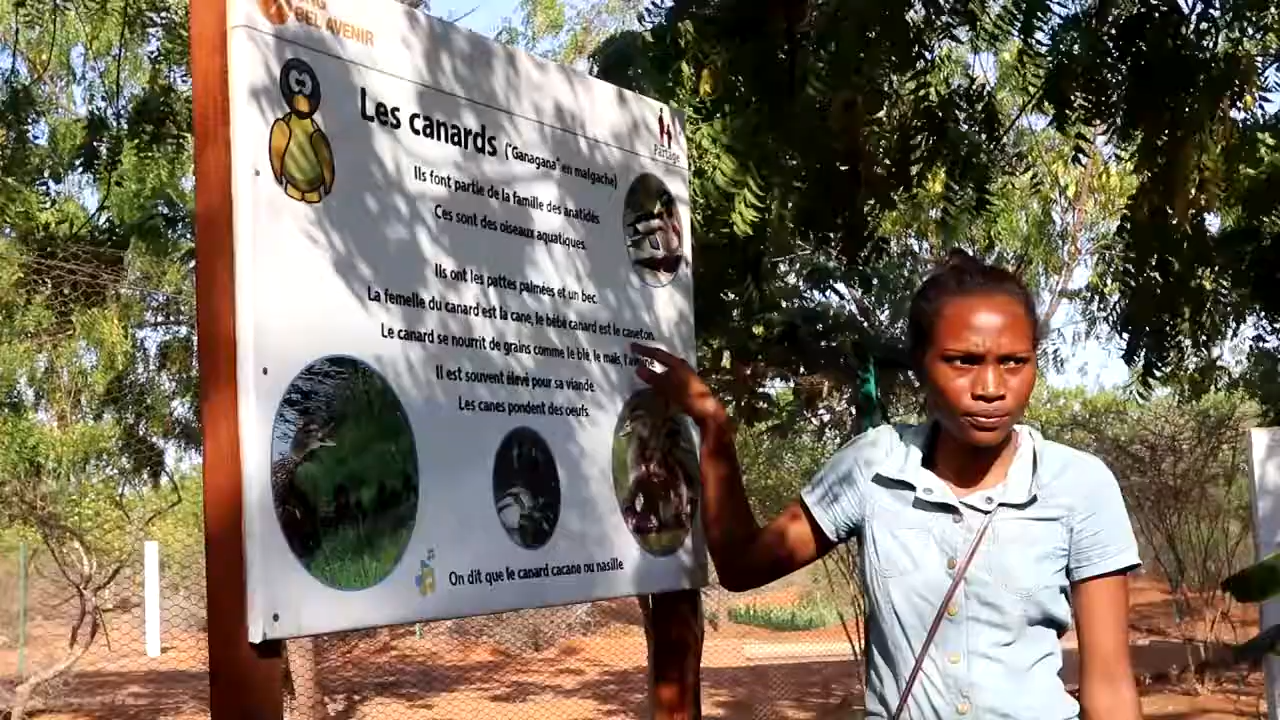 ONG
BEL AVENIR
Partage
Les canards ("Ganagana" en malgache)
Ils font partie de la famille des anatidés
Ces sont des oiseaux aquatiques.
Ils ont les pattes palmées et un bec.
La femelle du canard est la cane, le bébé canard est le caneton.
Le canard se nourrit de grains comme le blé, le maïs, l'avoine.
Il est souvent élevé pour sa viande.
Les canes pondent des oeufs.
On dit que le canard cacane ou nasille